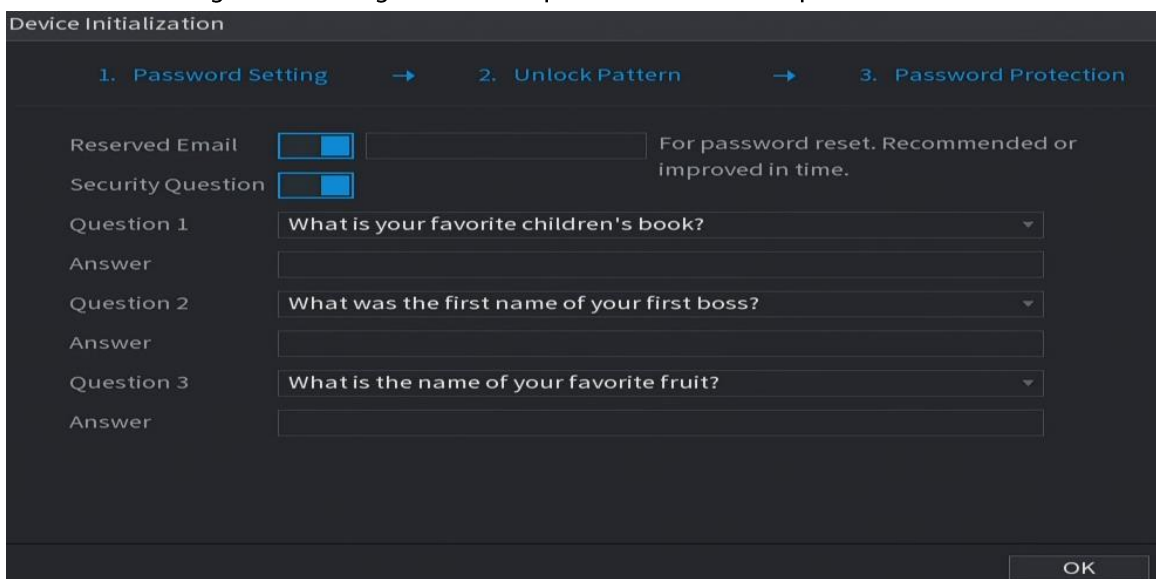 Device Initialization
1. Password Setting → 2. Unlock Pattern → 3. Password Protection
Reserved Email For password reset. Recommended or
improved in time.
Security Question
Question 1 What is your favorite children's book?
Answer
Question 2 What was the first name of your first boss?
Answer
Question 3 What is the name of your favorite fruit?
Answer
OK